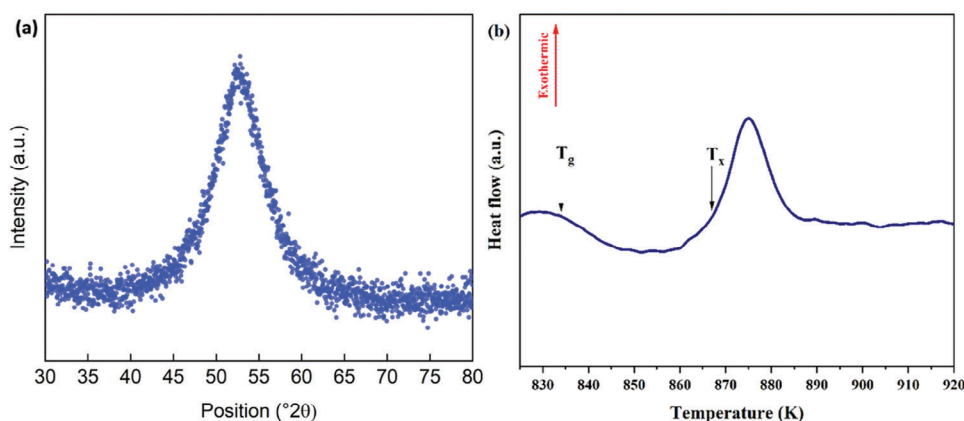 (a)
Intensity (a.u.)
30 35 40 45 50 55 60 65 70 75 80
Position (°2θ)
(b)
Exothermic
Heat flow (a.u.)
Tg
Tx
830 840 850 860 870 880 890 900 910 920
Temperature (K)